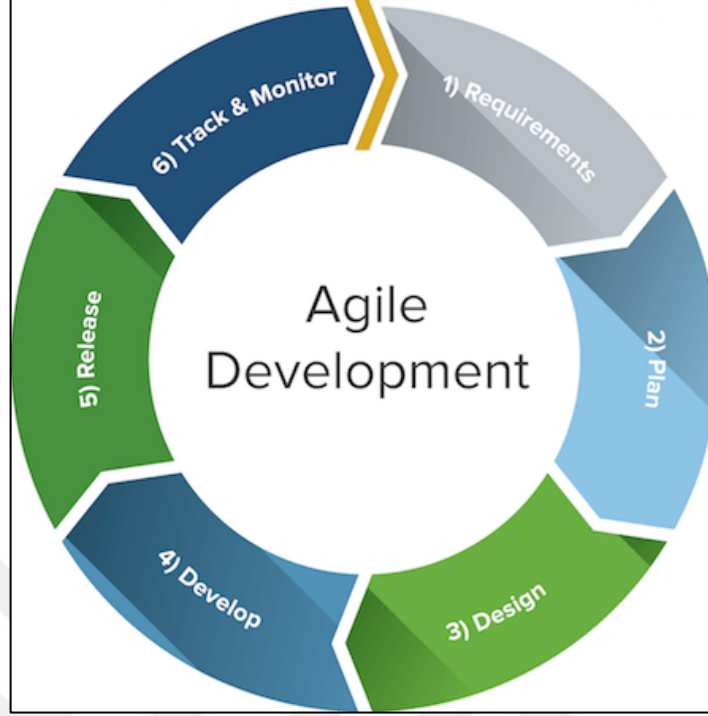 Agile
Development
1) Requirements
2) Plan
3) Design
4) Develop
5) Release
6) Track & Monitor